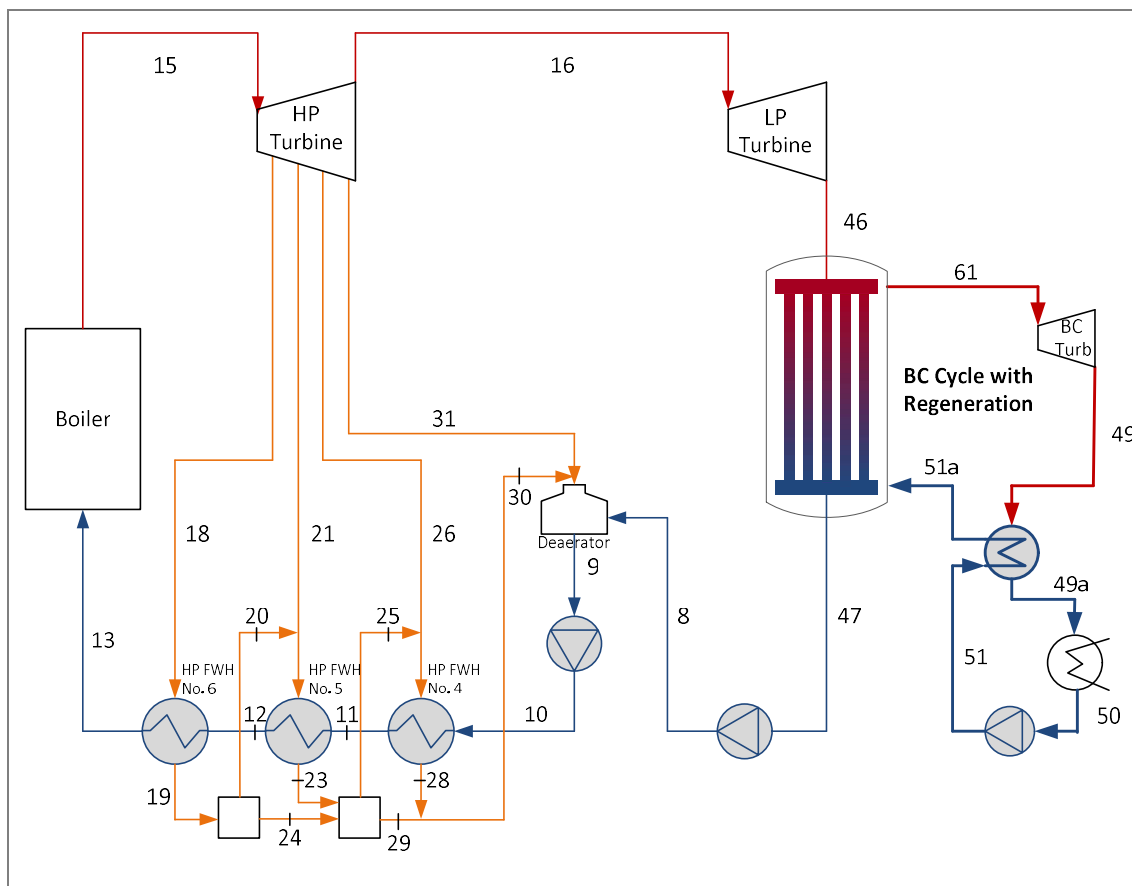 15
16
HP
Turbine
LP
Turbine
46
61
BC
Turb
BC Cycle with
Regeneration
Boiler
31
49
51a
30
18
21
26
Deaerator
9
49a
20
25
8
47
13
51
HP FWH
No. 6
HP FWH
No. 5
HP FWH
No. 4
12
11
10
50
19
23
28
24
29